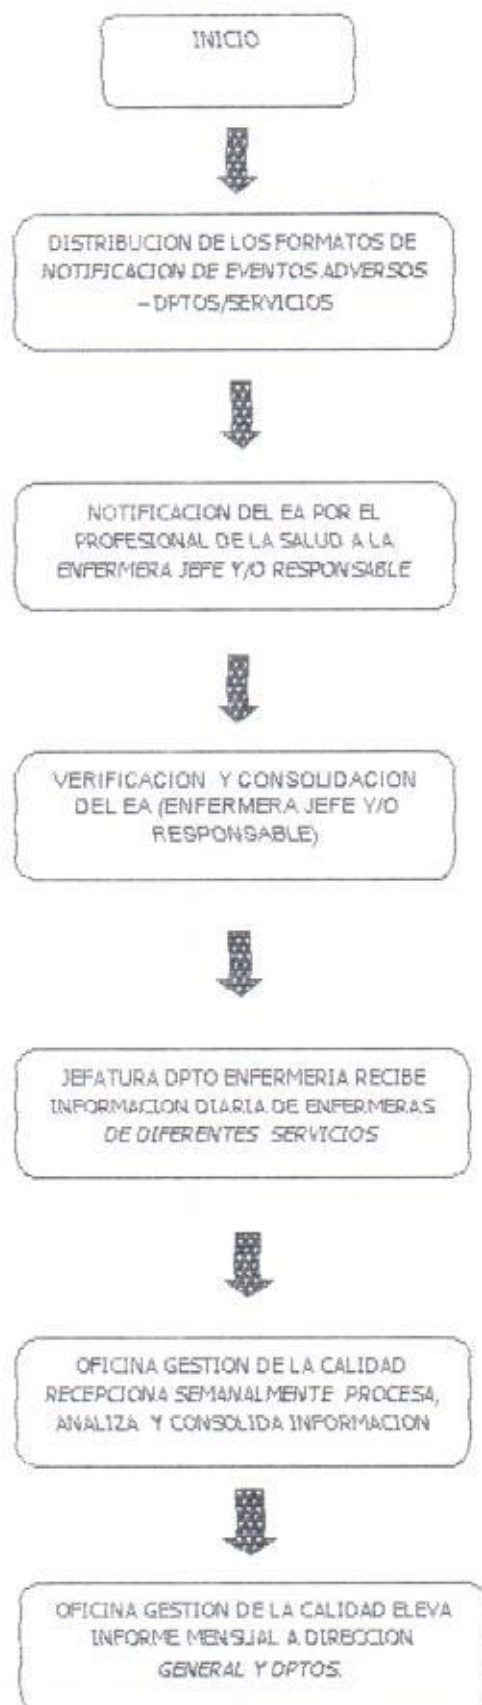 INICIO
DISTRIBUCION DE LOS FORMATOS DE
NOTIFICACION DE EVENTOS ADVERSOS
– DPTOS/SERVICIOS
NOTIFICACION DEL EA POR EL
PROFESIONAL DE LA SALUD A LA
ENFERMERA JEFE Y/O RESPONSABLE
VERIFICACION Y CONSOLIDACION
DEL EA (ENFERMERA JEFE Y/O
RESPONSABLE)
JEFATURA DPTO ENFERMERIA RECIBE
INFORMACION DIARIA DE ENFERMERAS
DE DIFERENTES SERVICIOS
OFICINA GESTION DE LA CALIDAD
RECEPCIONA SEMANALMENTE PROCESA,
ANALIZA Y CONSOLIDA INFORMACION
OFICINA GESTION DE LA CALIDAD ELEVA
INFORME MENSUAL A DIRECCION
GENERAL Y DPTOS.